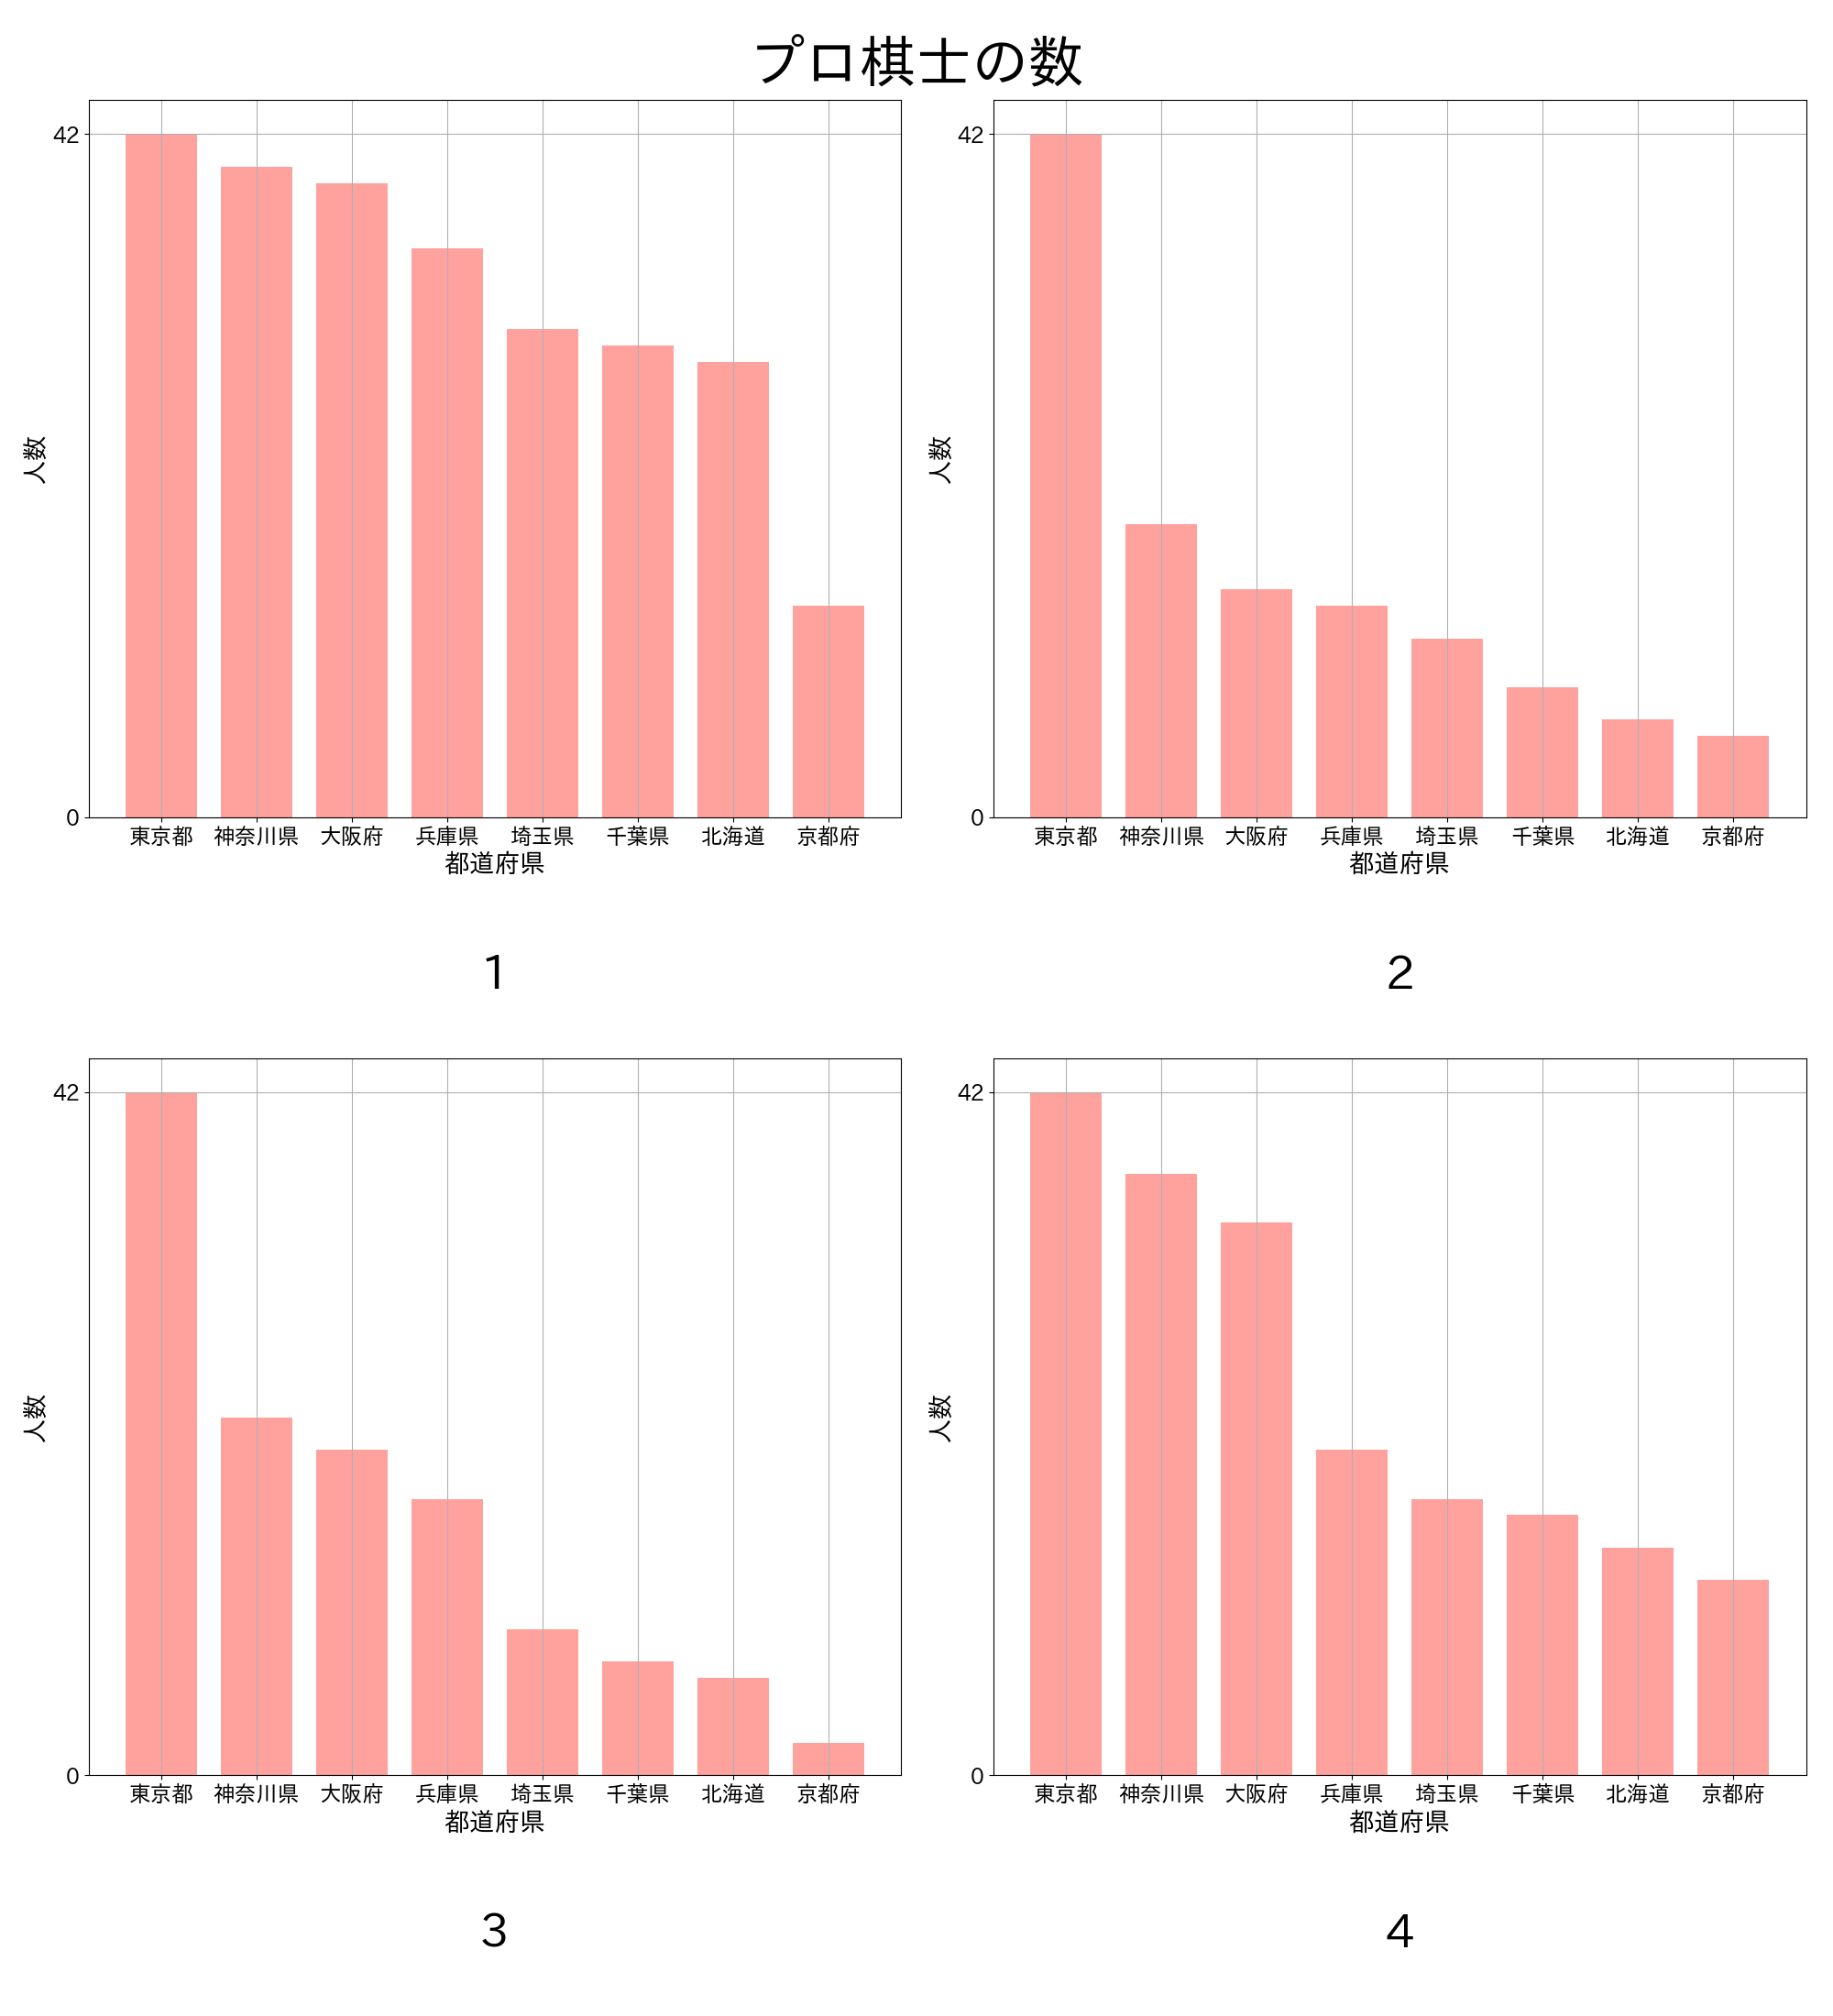 プロ棋士の数
42
0
人数
東京都 神奈川県 大阪府 兵庫県 埼玉県 千葉県 北海道 京都府
都道府県
1
42
0
人数
東京都 神奈川県 大阪府 兵庫県 埼玉県 千葉県 北海道 京都府
都道府県
2
42
0
人数
東京都 神奈川県 大阪府 兵庫県 埼玉県 千葉県 北海道 京都府
都道府県
3
42
0
人数
東京都 神奈川県 大阪府 兵庫県 埼玉県 千葉県 北海道 京都府
都道府県
4